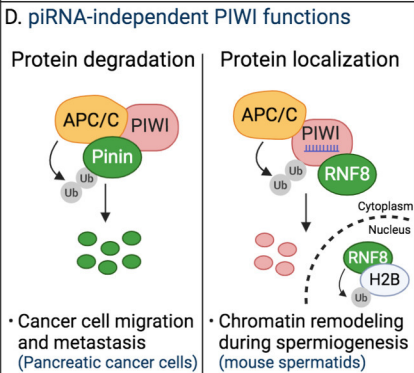 D. piRNA-independent PIWI functions
Protein degradation
APC/C
PIWI
Pinin
Ub
Ub
• Cancer cell migration
and metastasis
(Pancreatic cancer cells)
Protein localization
APC/C
PIWI
RNF8
Ub
Ub
Cytoplasm
Nucleus
RNF8
H2B
Ub
• Chromatin remodeling
during spermiogenesis
(mouse spermatids)